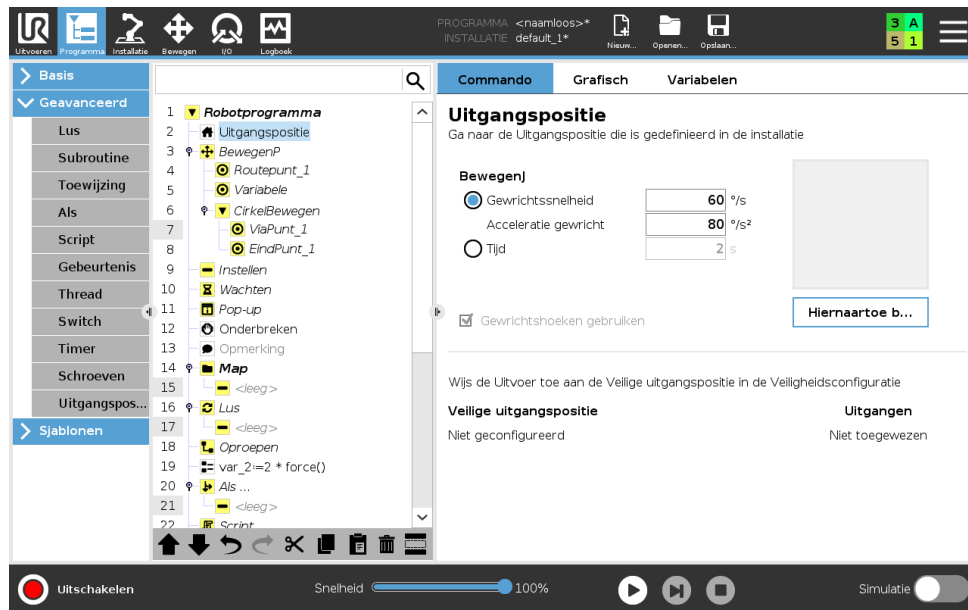 UR
PROGRAMMA <naamloos>*
INSTALLATIE default_1*
Uitvoeren Programma Installatie Bewegen I/O Logboek
Nieuw... Openen... Opslaan...
3 A
5 1
Basis
Geavanceerd
Lus
Subroutine
Toewijzing
Als
Script
Gebeurtenis
Thread
Switch
Timer
Schroeven
Uitgangspos...
Sjablonen
1 Robotprogramma
2 Uitgangspositie
3 BewegenP
4 Routepunt_1
5 Variabele
6 CirkelBewegen
7 ViaPunt_1
8 EindPunt_1
9 Instellen
10 Wachten
11 Pop-up
12 Onderbreken
13 Opmerking
14 Map
15 <leeg>
16 Lus
17 <leeg>
18 Oproepen
19 var_2:=2 * force()
20 Als ...
21 <leeg>
22 Script
Commando Grafisch Variabelen
Uitgangspositie
Ga naar de Uitgangspositie die is gedefinieerd in de installatie
BewegenJ
Gewrichtssnelheid 60 °/s
Acceleratie gewricht 80 °/s²
Tijd 2 s
Gewrichtshoeken gebruiken
Hiernaartoe b...
Wijs de Uitvoer toe aan de Veilige uitgangspositie in de Veiligheidsconfiguratie
Veilige uitgangspositie Uitgangen
Niet geconfigureerd Niet toegewezen
Uitschakelen
Snelheid 100%
Simulatie